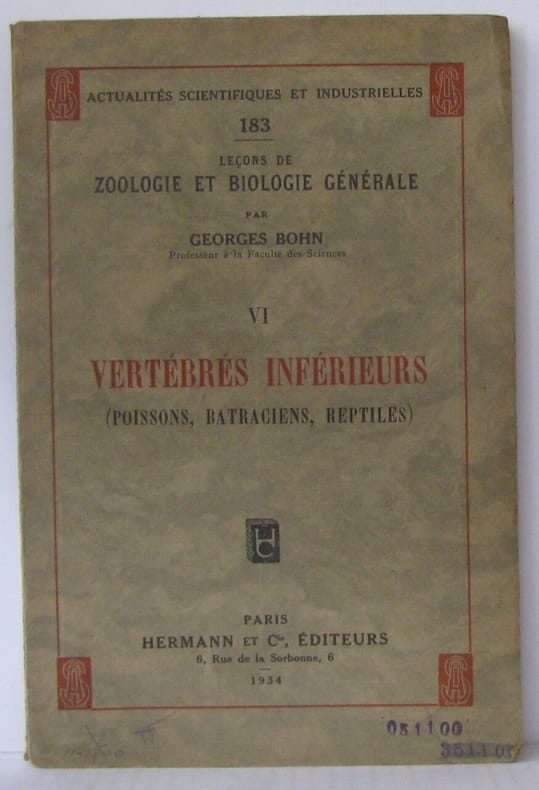 ACTUALITÉS SCIENTIFIQUES ET INDUSTRIELLES
183
LEÇONS DE
ZOOLOGIE ET BIOLOGIE GÉNÉRALE
PAR
GEORGES BOHN
Professeur à la Faculté des Sciences
VI
VERTÉBRÉS INFÉRIEURS
(POISSONS, BATRACIENS, REPTILES)
HC
PARIS
HERMANN ET Cie, ÉDITEURS
6, Rue de la Sorbonne, 6
1934
051100